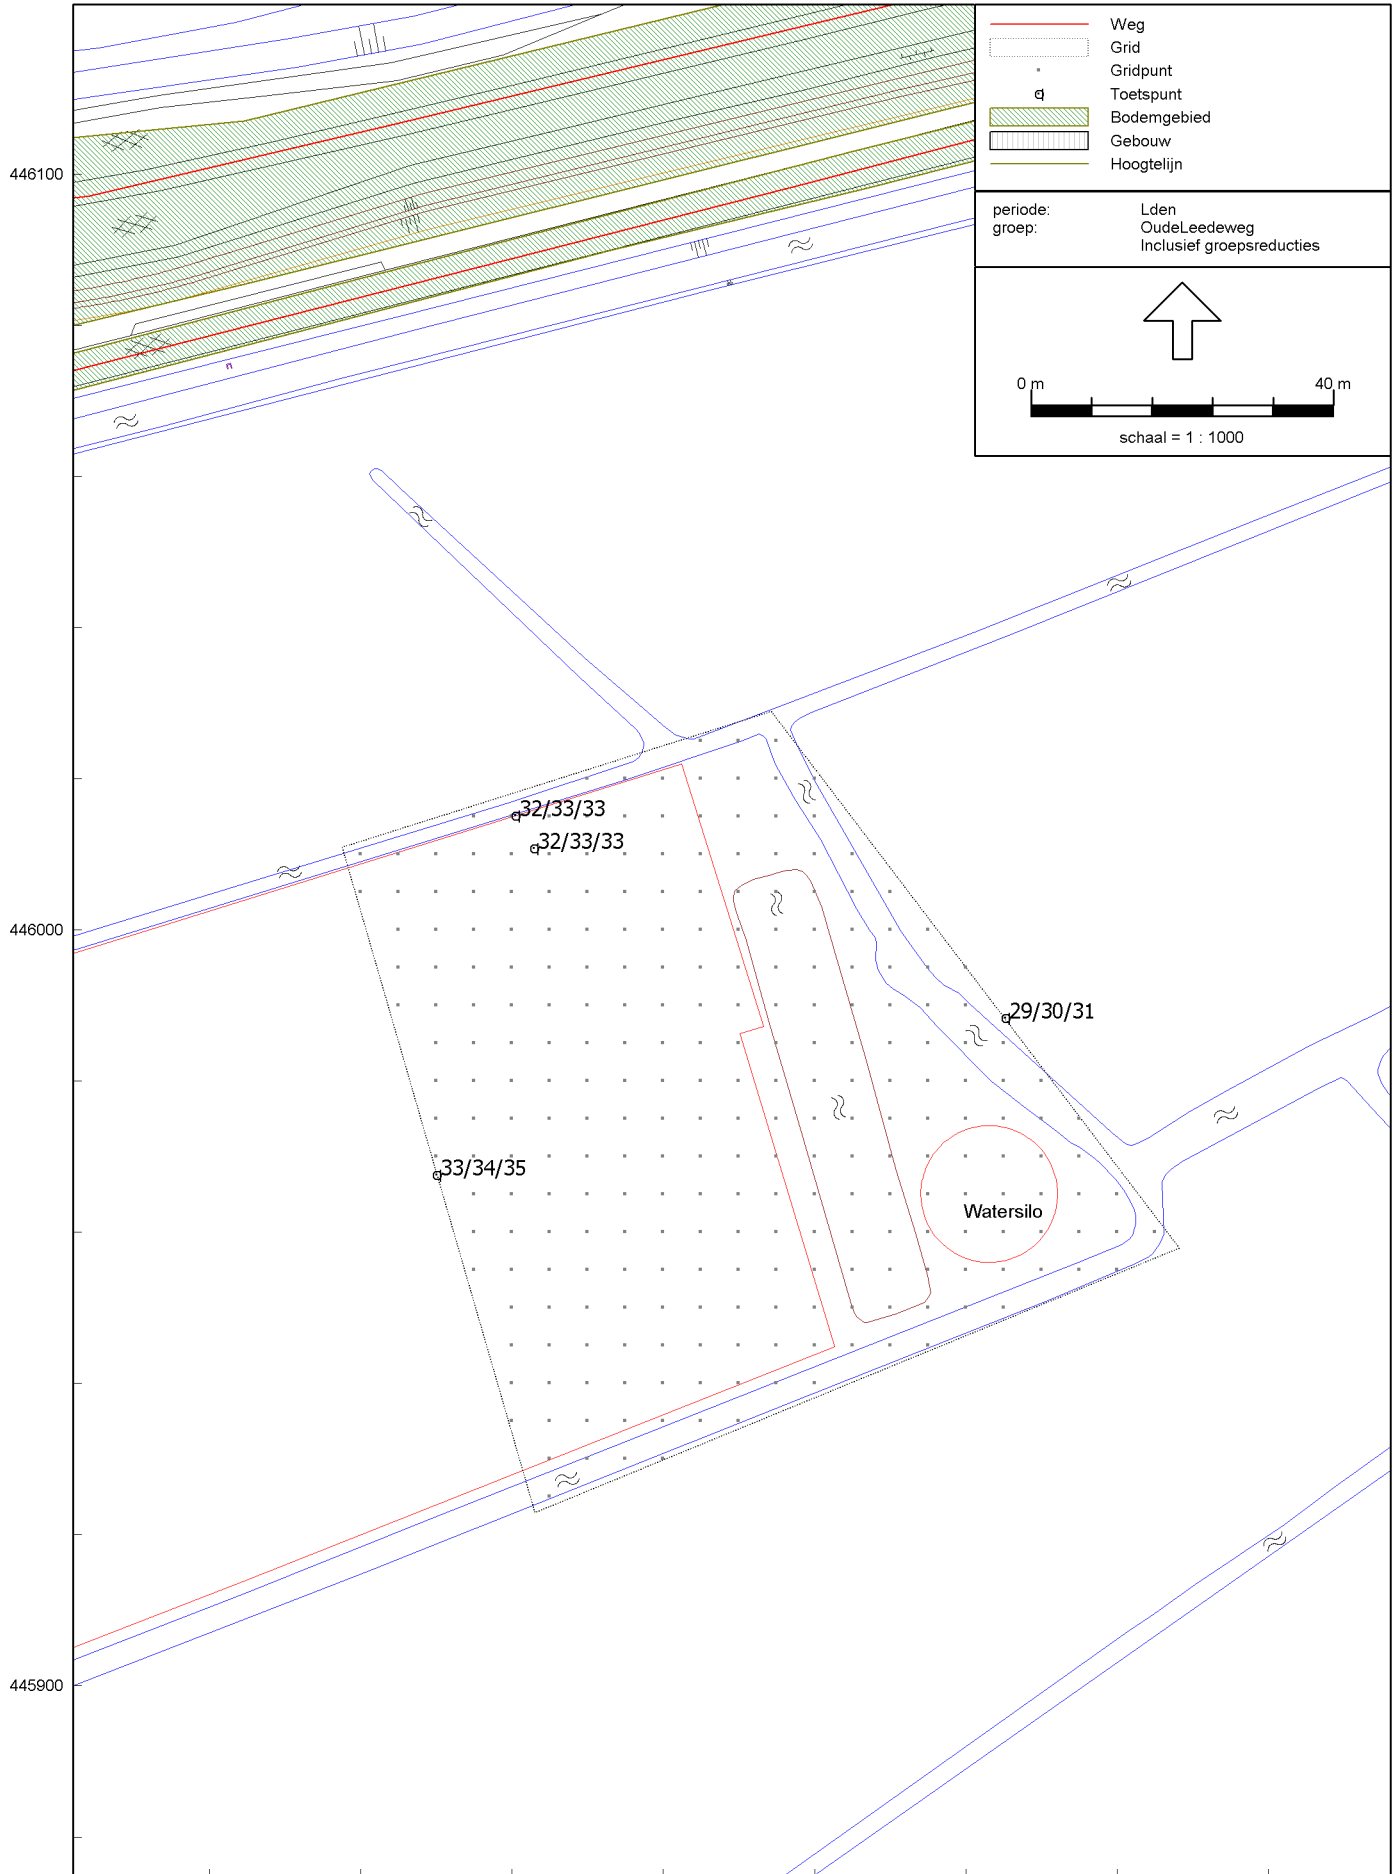 Weg
Grid
Gridpunt
Toetspunt
Bodemgebied
Gebouw
Hoogtelijn
periode: Lden
groep: OudeLeedeweg
Inclusief groepsreducties
0 m 40 m
schaal = 1 : 1000
446100
32/33/33
32/33/33
446000
29/30/31
33/34/35
Watersilo
445900